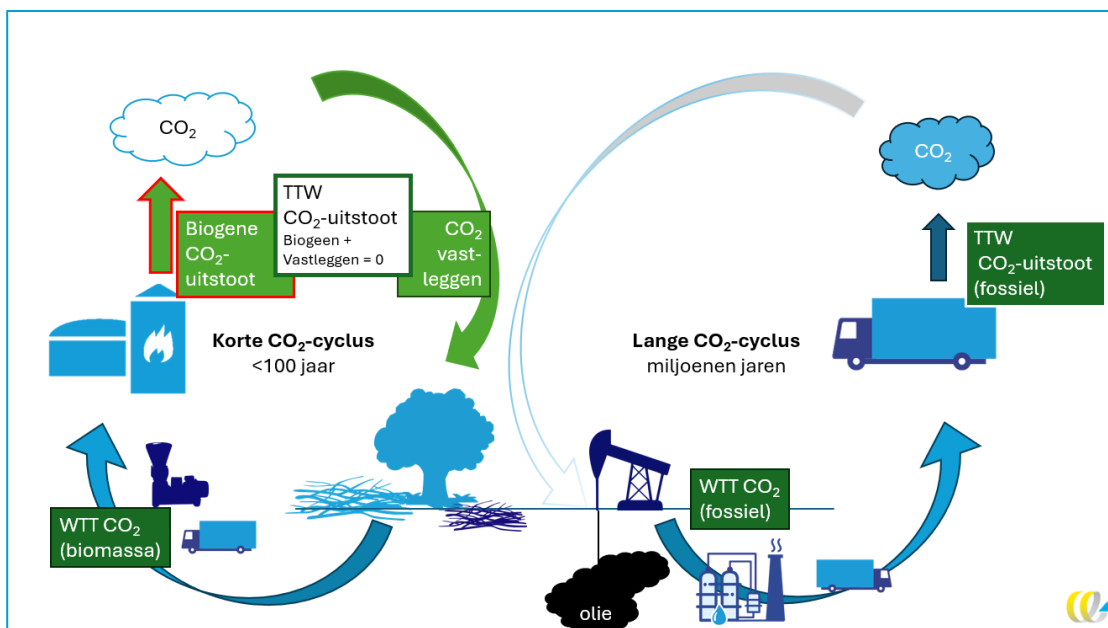 CO₂
Biogene
CO₂-
uitstoot
TTW
CO₂-uitstoot
Biogeen +
Vastleggen = 0
CO₂
vast-
leggen
Korte CO₂-cyclus
<100 jaar
WTT CO₂
(biomassa)
CO₂
TTW
CO₂-uitstoot
(fossiel)
Lange CO₂-cyclus
miljoenen jaren
WTT CO₂
(fossiel)
olie